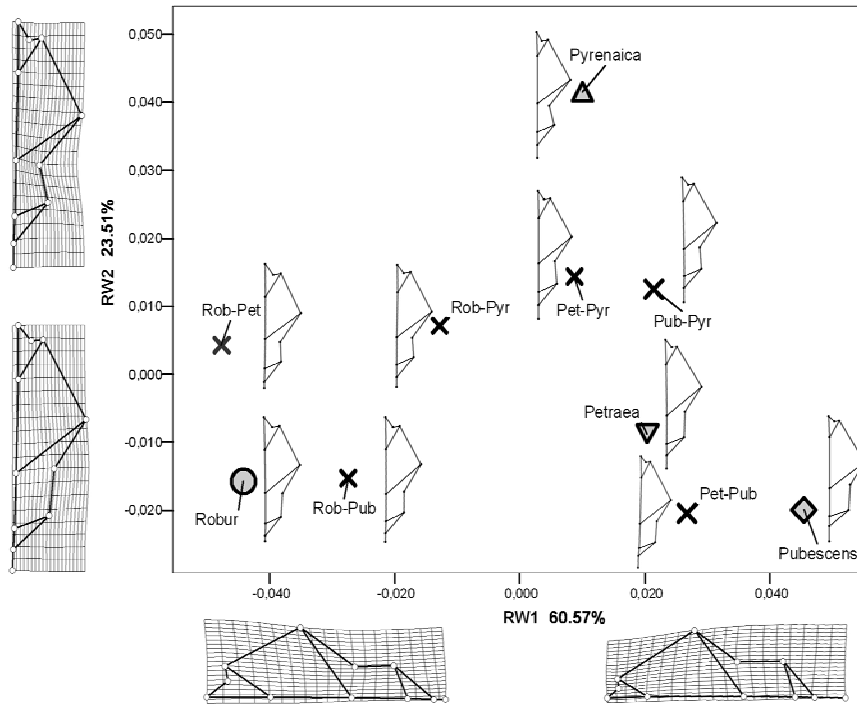 0,050
Pyrenaica
0,040
0,030
RW2 23.51%
0,020
0,010
Rob-Pet
Rob-Pyr
Pet-Pyr
Pub-Pyr
0,000
Petraea
-0,010
-0,020
Robur
Rob-Pub
Pet-Pub
Pubescens
-0,040
-0,020
0,000
0,020
0,040
RW1 60.57%